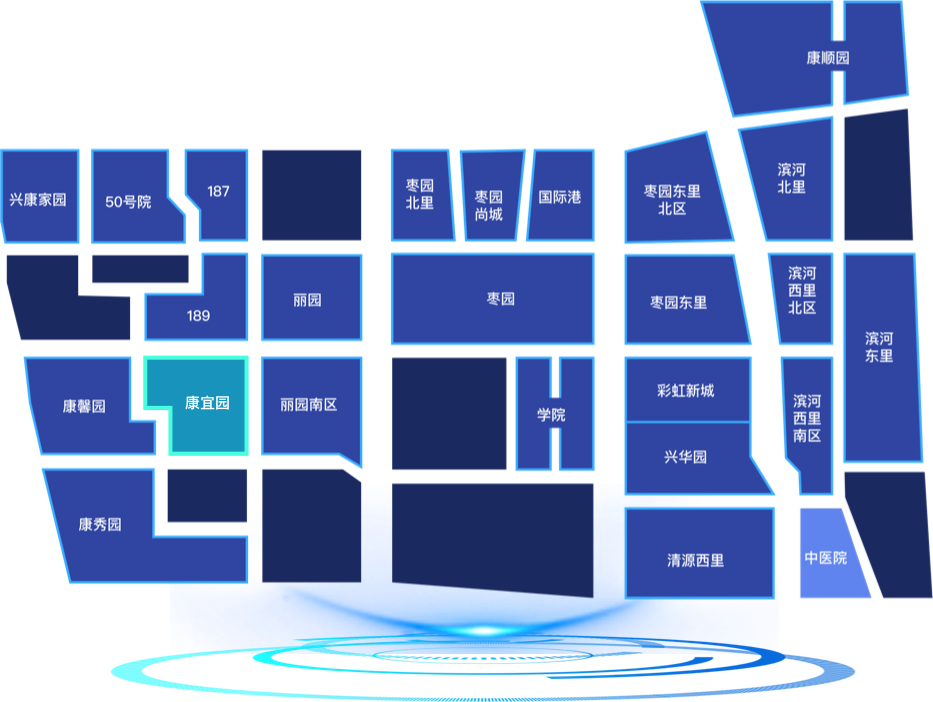 康顺园
兴康家园
50号院
187
枣园
北里
枣园
尚城
国际港
枣园东里
北区
滨河
北里
189
丽园
枣园
枣园东里
滨河
西里
北区
滨河
东里
康馨园
康宜园
丽园南区
学院
彩虹新城
兴华园
滨河
西里
南区
康秀园
清源西里
中医院